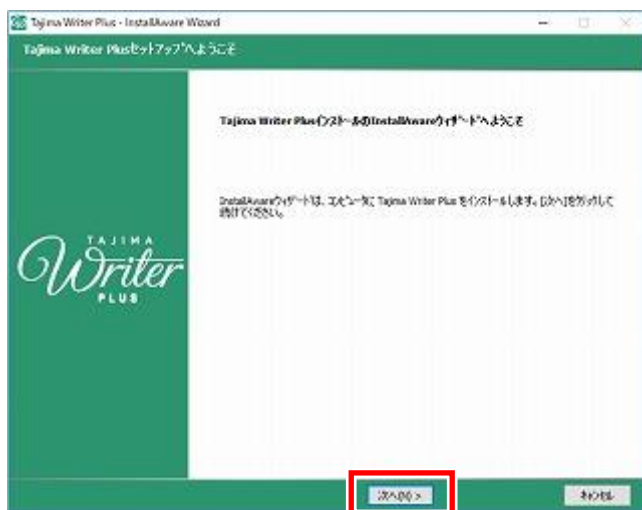 Tajima Writer Plus - InstallAware Wizard
Tajima Writer Plusセットアップへようこそ
Tajima Writer PlusインストールのInstallAwareウィザードへようこそ
InstallAwareウィザードは、コンピュータに Tajima Writer Plus をインストールします。[次へ]をクリックして
続けてください。
TAJIMA
Writer
PLUS
次へ(N) >
キャンセル